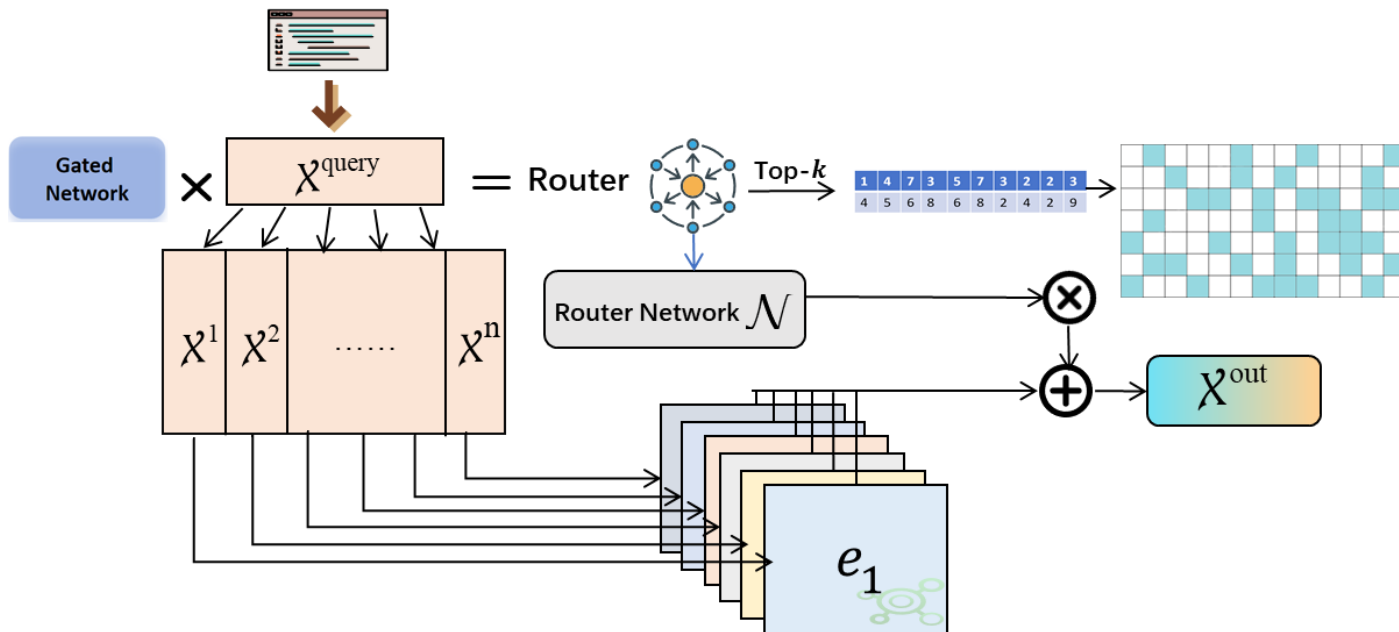 Gated
Network
×
X^query
= Router
Top-k
1 4 7 3 5 7 3 2 2 3
4 5 6 8 6 8 2 4 2 9
X^1
X^2
......
X^n
Router Network N
X^out
e_1